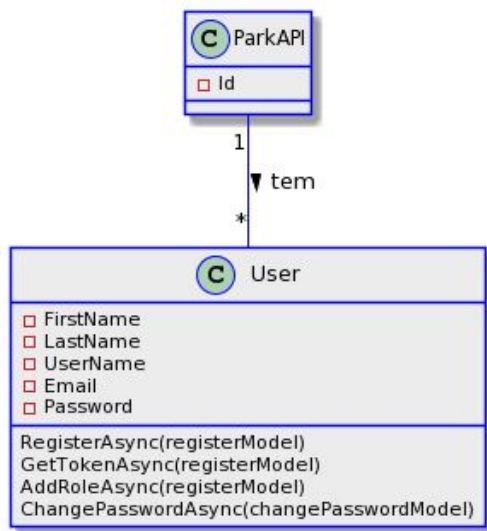 C ParkAPI
Id
1
tem
*
C User
FirstName
LastName
UserName
Email
Password
RegisterAsync(registerModel)
GetTokenAsync(registerModel)
AddRoleAsync(registerModel)
ChangePasswordAsync(changePasswordModel)